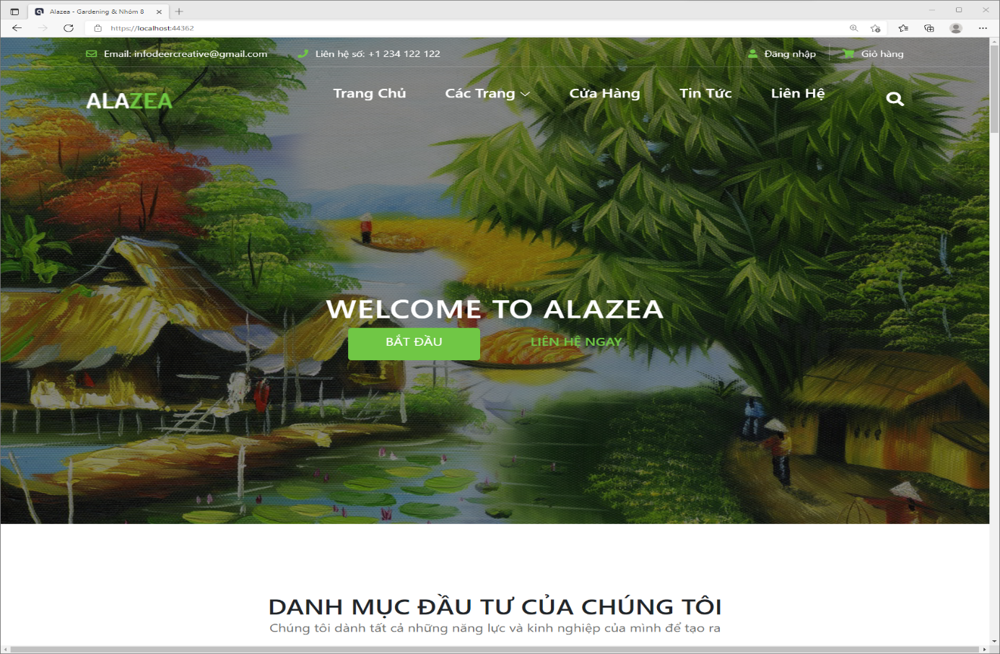 Alazea - Gardening & Nhóm 8
https://localhost:44362
Email: infodeercreative@gmail.com Liên hệ số: +1 234 122 122 Đăng nhập Giỏ hàng
ALAZEA Trang Chủ Các Trang Cửa Hàng Tin Tức Liên Hệ
WELCOME TO ALAZEA
BẮT ĐẦU LIÊN HỆ NGAY
DANH MỤC ĐẦU TƯ CỦA CHÚNG TÔI
Chúng tôi dành tất cả những năng lực và kinh nghiệp của mình để tạo ra